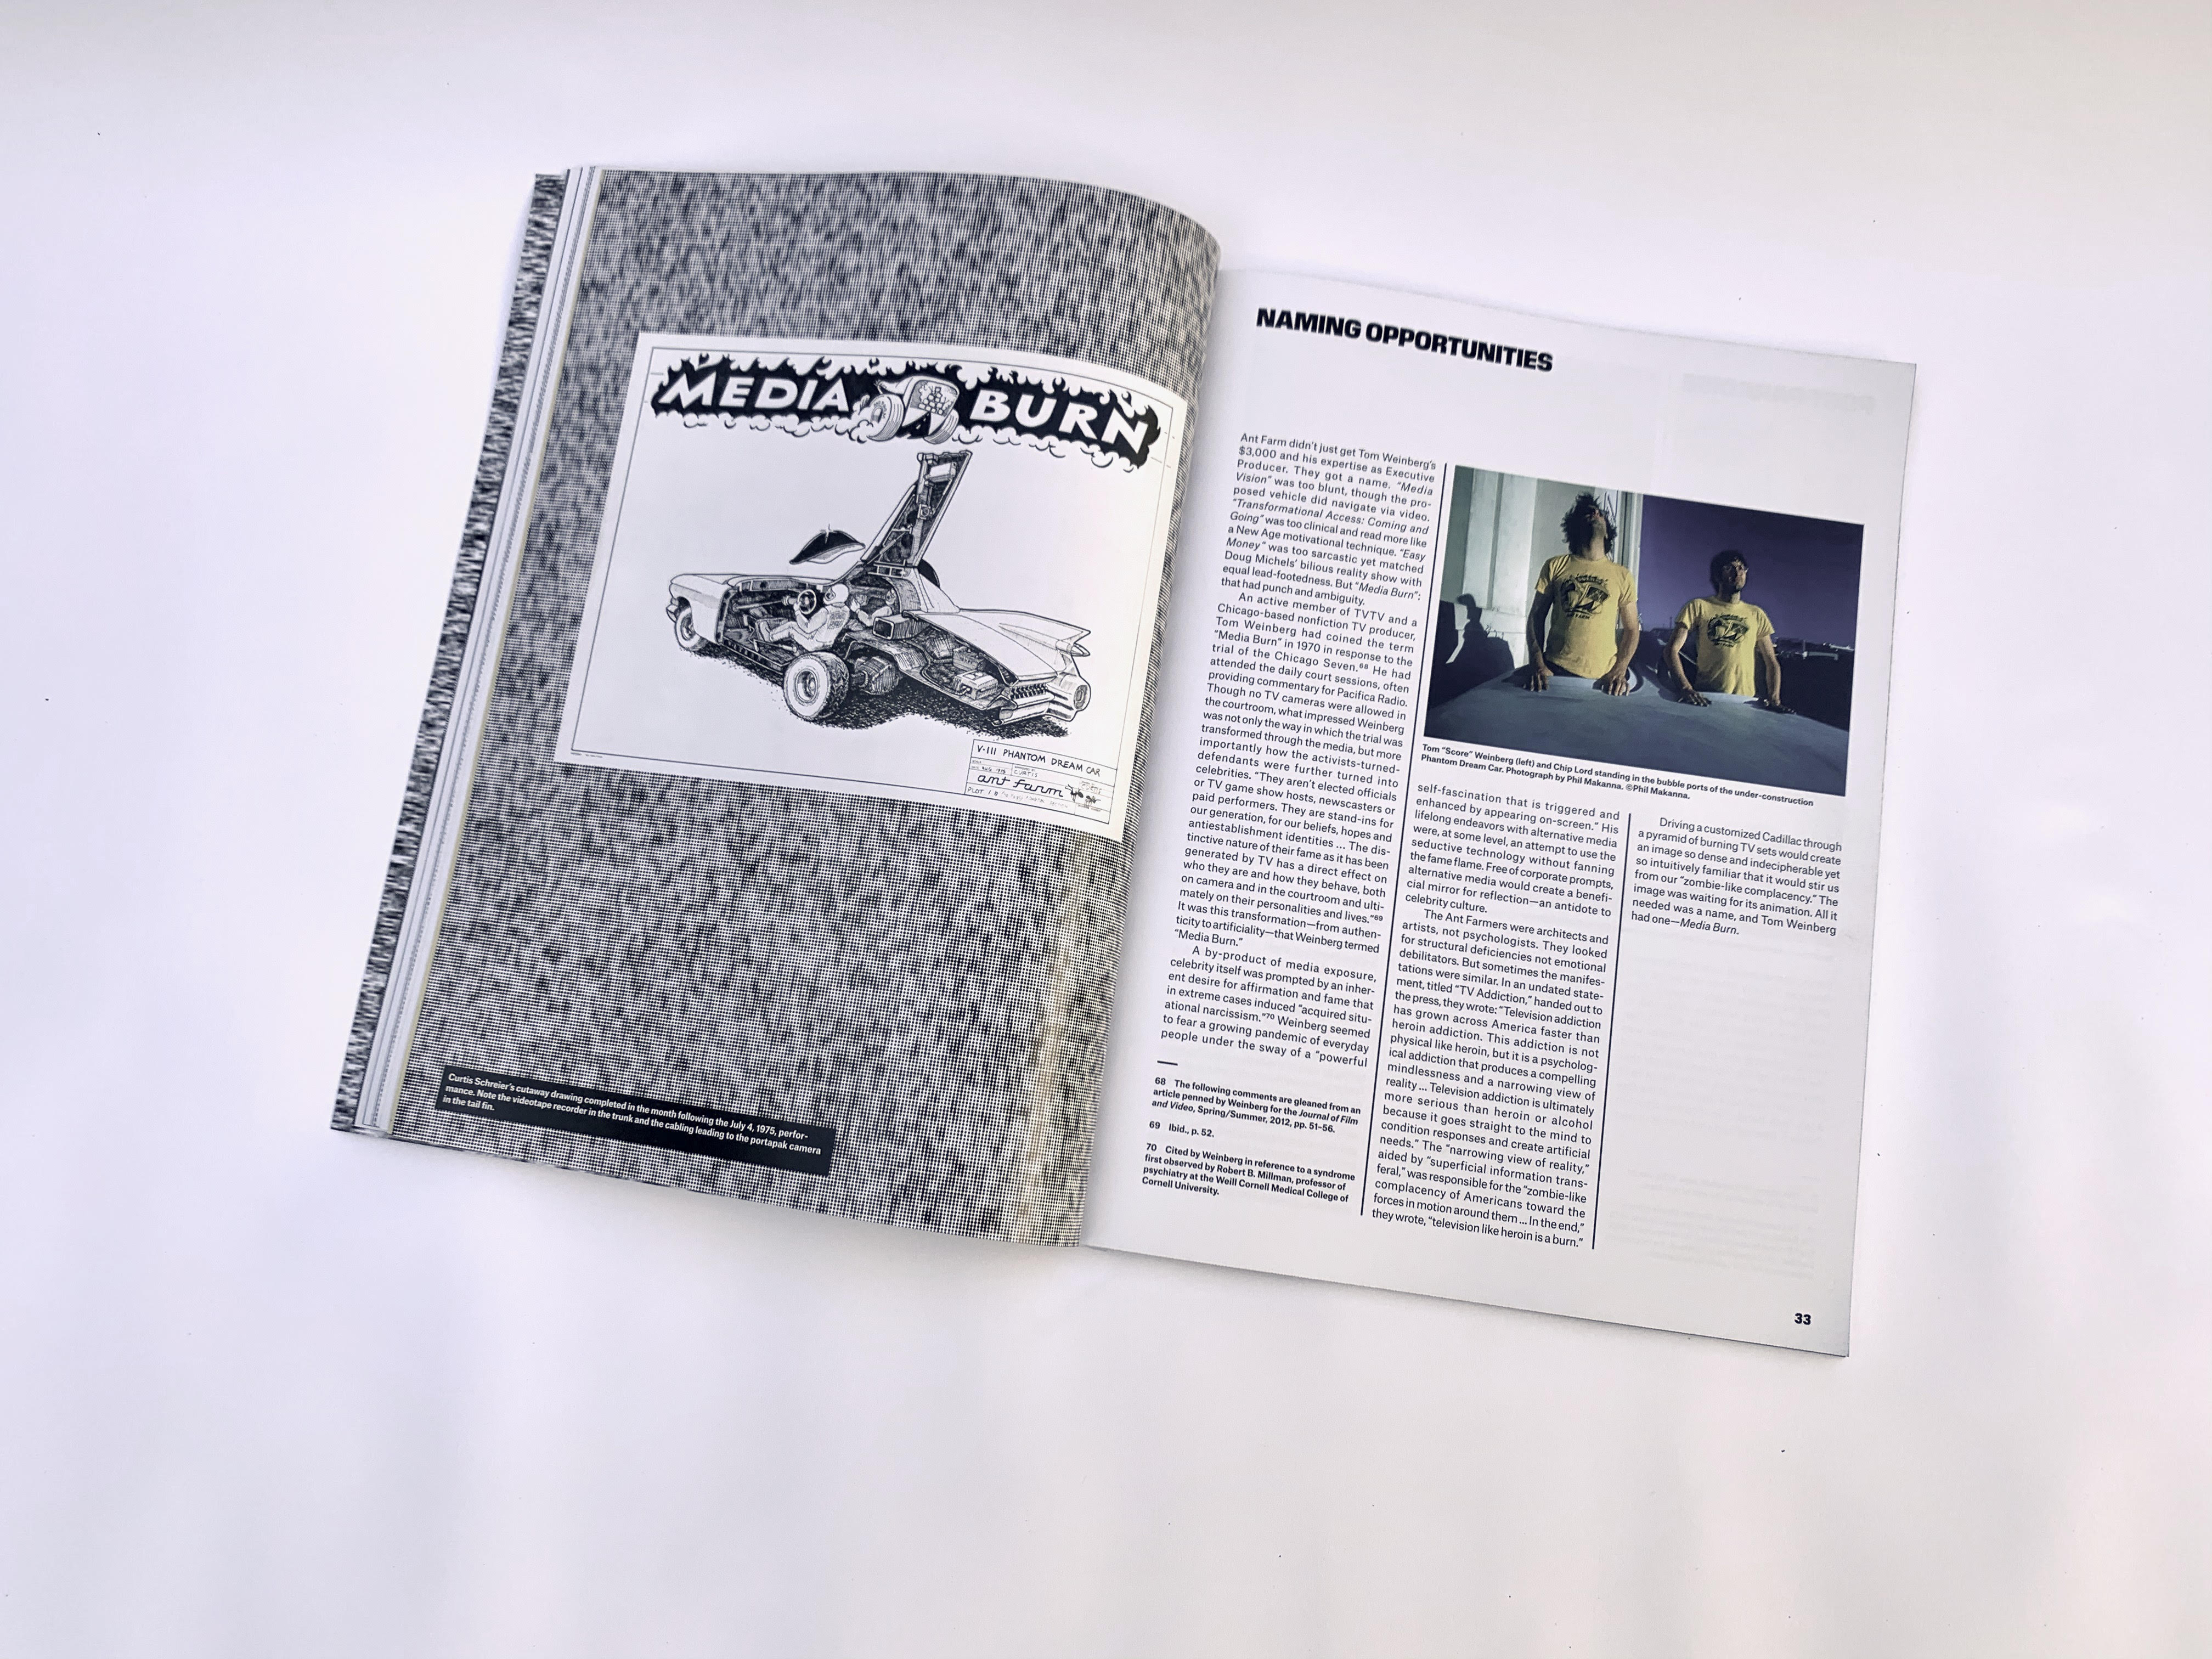 MEDIA BURN
V-III PHANTOM DREAM CAR
CURTIS
ant farm
Curtis Schreier's cutaway drawing completed in the month following the July 4, 1975, perfor-
mance. Note the videotape recorder in the trunk and the cabling leading to the portapak camera
in the tail fin.
NAMING OPPORTUNITIES
Ant Farm didn't just get Tom Weinberg's
$3,000 and his expertise as Executive
Producer. They got a name. "Media
Vision" was too blunt, though the pro-
posed vehicle did navigate via video.
"Transformational Access: Coming and
Going" was too clinical and read more like
a New Age motivational technique. "Easy
Money" was too sarcastic yet matched
Doug Michels' bilious reality show with
equal lead-footedness. But "Media Burn":
that had punch and ambiguity.
An active member of TVTV and a
Chicago-based nonfiction TV producer,
Tom Weinberg had coined the term
"Media Burn" in 1970 in response to the
trial of the Chicago Seven.68 He had
attended the daily court sessions, often
providing commentary for Pacifica Radio.
Though no TV cameras were allowed in
the courtroom, what impressed Weinberg
was not only the way in which the trial was
transformed through the media, but more
importantly how the activists-turned-
defendants were further turned into
celebrities. "They aren't elected officials
or TV game show hosts, newscasters or
paid performers. They are stand-ins for
our generation, for our beliefs, hopes and
antiestablishment identities ... The dis-
tinctive nature of their fame as it has been
generated by TV has a direct effect on
who they are and how they behave, both
on camera and in the courtroom and ulti-
mately on their personalities and lives."69
It was this transformation—from authen-
ticity to artificiality—that Weinberg termed
"Media Burn."
A by-product of media exposure,
celebrity itself was prompted by an inher-
ent desire for affirmation and fame that
in extreme cases induced "acquired situ-
ational narcissism."70 Weinberg seemed
to fear a growing pandemic of everyday
people under the sway of a "powerful
68 The following comments are gleaned from an
article penned by Weinberg for the Journal of Film
and Video, Spring/Summer, 2012, pp. 51–56.
69 Ibid., p. 52.
70 Cited by Weinberg in reference to a syndrome
first observed by Robert B. Millman, professor of
psychiatry at the Weill Cornell Medical College of
Cornell University.
Tom "Score" Weinberg (left) and Chip Lord standing in the bubble ports of the under-construction
Phantom Dream Car. Photograph by Phil Makanna. ©Phil Makanna.
self-fascination that is triggered and
enhanced by appearing on-screen." His
lifelong endeavors with alternative media
were, at some level, an attempt to use the
seductive technology without fanning
the fame flame. Free of corporate prompts,
alternative media would create a benefi-
cial mirror for reflection—an antidote to
celebrity culture.
The Ant Farmers were architects and
artists, not psychologists. They looked
for structural deficiencies not emotional
debilitators. But sometimes the manifes-
tations were similar. In an undated state-
ment, titled "TV Addiction," handed out to
the press, they wrote: "Television addiction
has grown across America faster than
heroin addiction. This addiction is not
physical like heroin, but it is a psycholog-
ical addiction that produces a compelling
mindlessness and a narrowing view of
reality ... Television addiction is ultimately
more serious than heroin or alcohol
because it goes straight to the mind to
condition responses and create artificial
needs." The "narrowing view of reality,"
aided by "superficial information trans-
feral," was responsible for the "zombie-like
complacency of Americans toward the
forces in motion around them ... In the end,"
they wrote, "television like heroin is a burn."
Driving a customized Cadillac through
a pyramid of burning TV sets would create
an image so dense and indecipherable yet
so intuitively familiar that it would stir us
from our "zombie-like complacency." The
image was waiting for its animation. All it
needed was a name, and Tom Weinberg
had one—Media Burn.
33